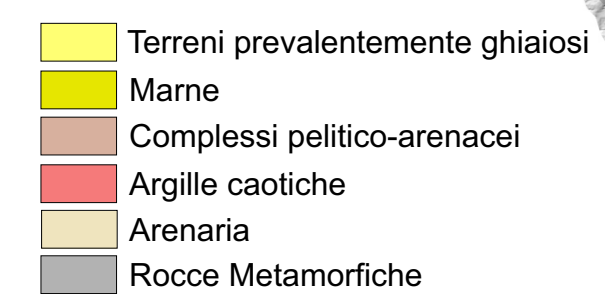 Terreni prevalentemente ghiaiosi
Marne
Complessi pelitico-arenacei
Argille caotiche
Arenaria
Rocce Metamorfiche